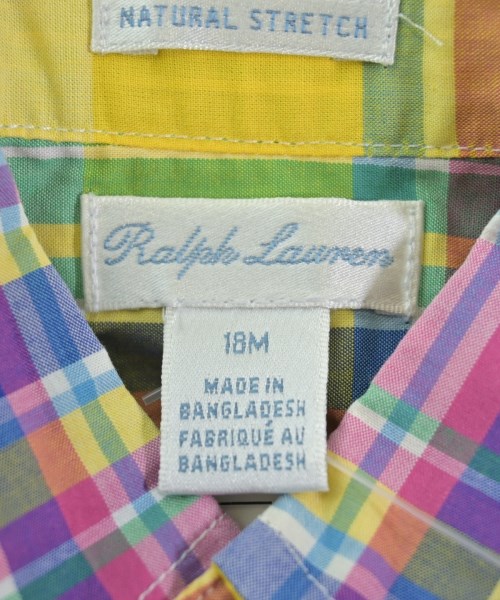 NATURAL STRETCH
Ralph Lauren
18M
MADE IN
BANGLADESH
FABRIQUÉ AU
BANGLADESH